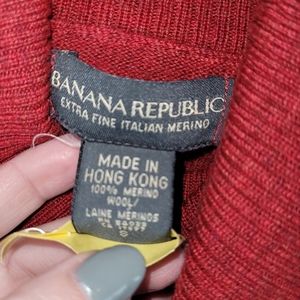 BANANA REPUBLIC
EXTRA FINE ITALIAN MERINO
MADE IN
HONG KONG
100% MERINO
WOOL/
LAINE MERINOS
S